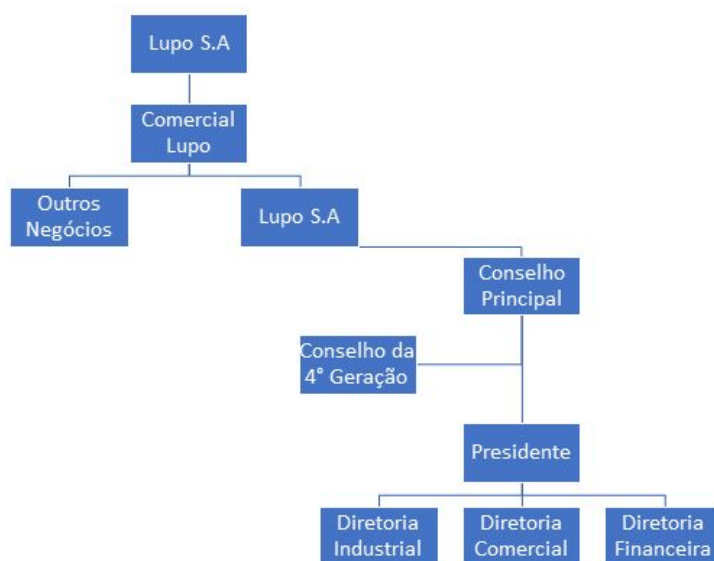 Lupo S.A
Comercial
Lupo
Outros
Negócios
Lupo S.A
Conselho
Principal
Conselho da
4° Geração
Presidente
Diretoria
Industrial
Diretoria
Comercial
Diretoria
Financeira